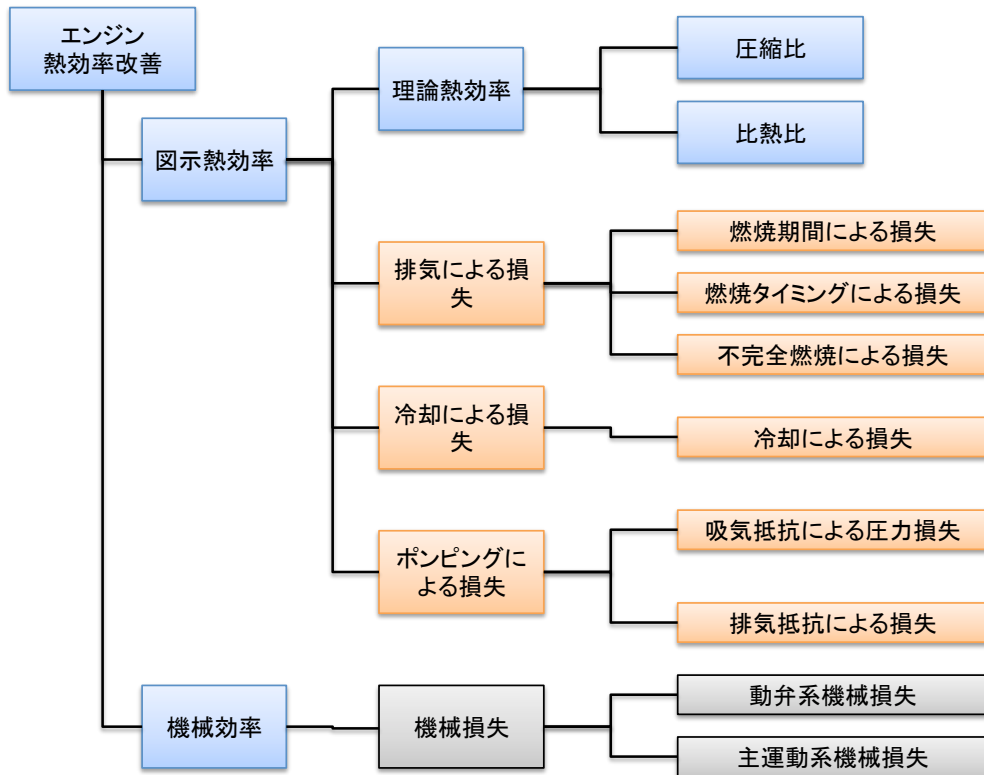 エンジン
熱効率改善
図示熱効率
理論熱効率
圧縮比
比熱比
排気による損
失
燃焼期間による損失
燃焼タイミングによる損失
不完全燃焼による損失
冷却による損
失
冷却による損失
ポンピングに
よる損失
吸気抵抗による圧力損失
排気抵抗による損失
機械効率
機械損失
動弁系機械損失
主運動系機械損失